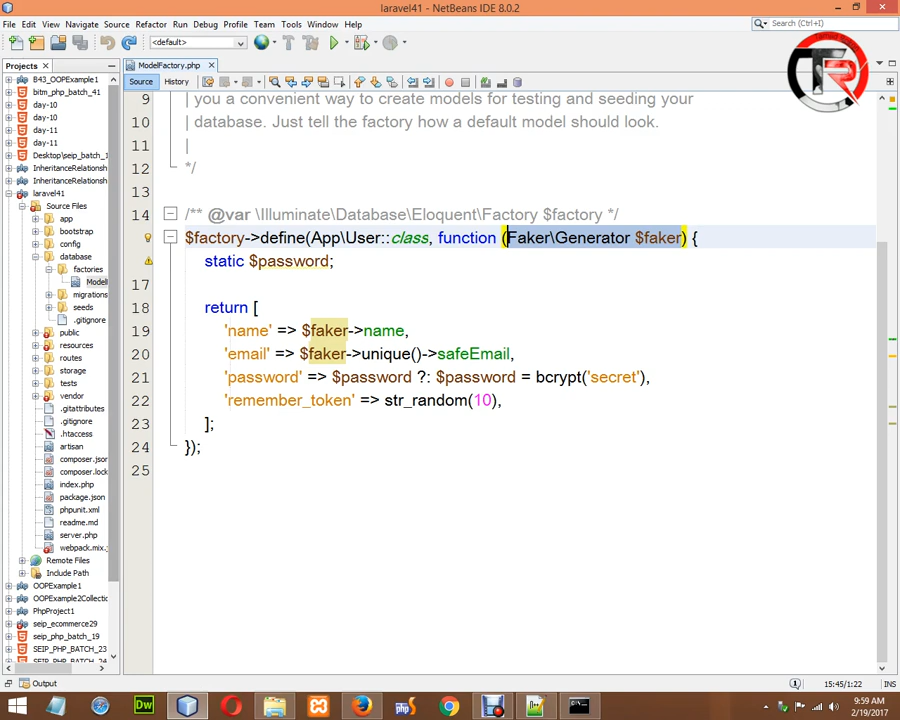 laravel41 - NetBeans IDE 8.0.2
File Edit View Navigate Source Refactor Run Debug Profile Team Tools Window Help
Search (Ctrl+I)
<default>
Projects
ModelFactory.php
Source History
B43_OOPExample1
bitm_php_batch_41
day-10
day-10
day-11
day-11
Desktop\seip_batch_1
InheritanceRelationsh
InheritanceRelationsh
laravel41
Source Files
app
bootstrap
config
database
factories
Model
migrations
seeds
.gitignore
public
resources
routes
storage
tests
vendor
.gitattributes
.gitignore
.htaccess
artisan
composer.json
composer.lock
index.php
package.json
phpunit.xml
readme.md
server.php
webpack.mix.j
Remote Files
Include Path
OOPExample1
OOPExample2Collectio
PhpProject1
seip_ecommerce29
seip_php_batch_19
SEIP_PHP_BATCH_23
9 | you a convenient way to create models for testing and seeding your
10 | database. Just tell the factory how a default model should look.
11 |
12 */
13
14 /** @var \Illuminate\Database\Eloquent\Factory $factory */
$factory->define(App\User::class, function (Faker\Generator $faker) {
static $password;
17
18 return [
19 'name' => $faker->name,
20 'email' => $faker->unique()->safeEmail,
21 'password' => $password ?: $password = bcrypt('secret'),
22 'remember_token' => str_random(10),
23 ];
24 });
25
TR
Output
15:45/1:22 INS
Dw
php
9:59 AM
2/19/2017